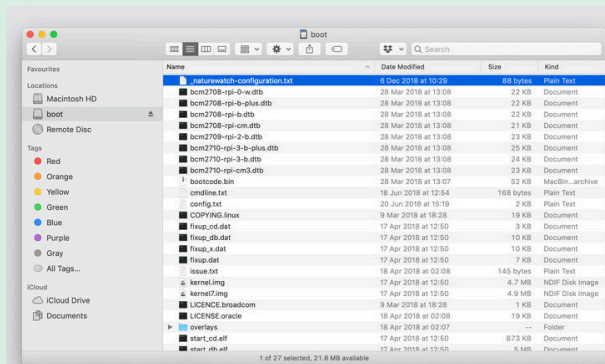 boot
Search
Favourites
Locations
Macintosh HD
boot
Remote Disc
Tags
Red
Orange
Yellow
Green
Blue
Purple
Gray
All Tags...
iCloud
iCloud Drive
Documents
Name Date Modified Size Kind
_naturewatch-configuration.txt 6 Dec 2018 at 10:29 88 bytes Plain Text
bcm2708-rpi-0-w.dtb 28 Mar 2018 at 13:08 22 KB Document
bcm2708-rpi-b-plus.dtb 28 Mar 2018 at 13:08 22 KB Document
bcm2708-rpi-b.dtb 28 Mar 2018 at 13:08 22 KB Document
bcm2708-rpi-cm.dtb 28 Mar 2018 at 13:08 21 KB Document
bcm2709-rpi-2-b.dtb 28 Mar 2018 at 13:08 23 KB Document
bcm2710-rpi-3-b-plus.dtb 28 Mar 2018 at 13:08 25 KB Document
bcm2710-rpi-3-b.dtb 28 Mar 2018 at 13:08 24 KB Document
bcm2710-rpi-cm3.dtb 28 Mar 2018 at 13:08 23 KB Document
bootcode.bin 28 Mar 2018 at 13:07 52 KB MacBin...archive
cmdline.txt 18 Jun 2018 at 12:54 168 bytes Plain Text
config.txt 20 Jun 2018 at 15:19 2 KB Plain Text
COPYING.linux 9 Mar 2018 at 18:28 19 KB Document
fixup_cd.dat 17 Apr 2018 at 12:50 3 KB Document
fixup_db.dat 17 Apr 2018 at 12:50 10 KB Document
fixup_x.dat 17 Apr 2018 at 12:50 10 KB Document
fixup.dat 17 Apr 2018 at 12:50 7 KB Document
issue.txt 18 Apr 2018 at 02:08 145 bytes Plain Text
kernel.img 17 Apr 2018 at 12:50 4.7 MB NDIF Disk Image
kernel7.img 17 Apr 2018 at 12:50 4.9 MB NDIF Disk Image
LICENCE.broadcom 9 Mar 2018 at 18:28 1 KB Document
LICENSE.oracle 18 Apr 2018 at 02:08 19 KB Document
overlays 18 Apr 2018 at 02:07 -- Folder
start_cd.elf 17 Apr 2018 at 12:50 673 KB Document
start_db.elf 17 Apr 2018 at 12:50 5 MB Document
1 of 27 selected, 21.8 MB available